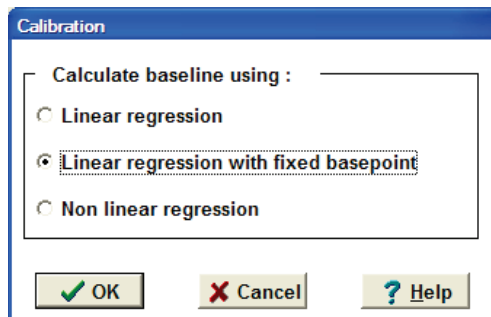 Calibration
Calculate baseline using :
Linear regression
Linear regression with fixed basepoint
Non linear regression
OK Cancel Help